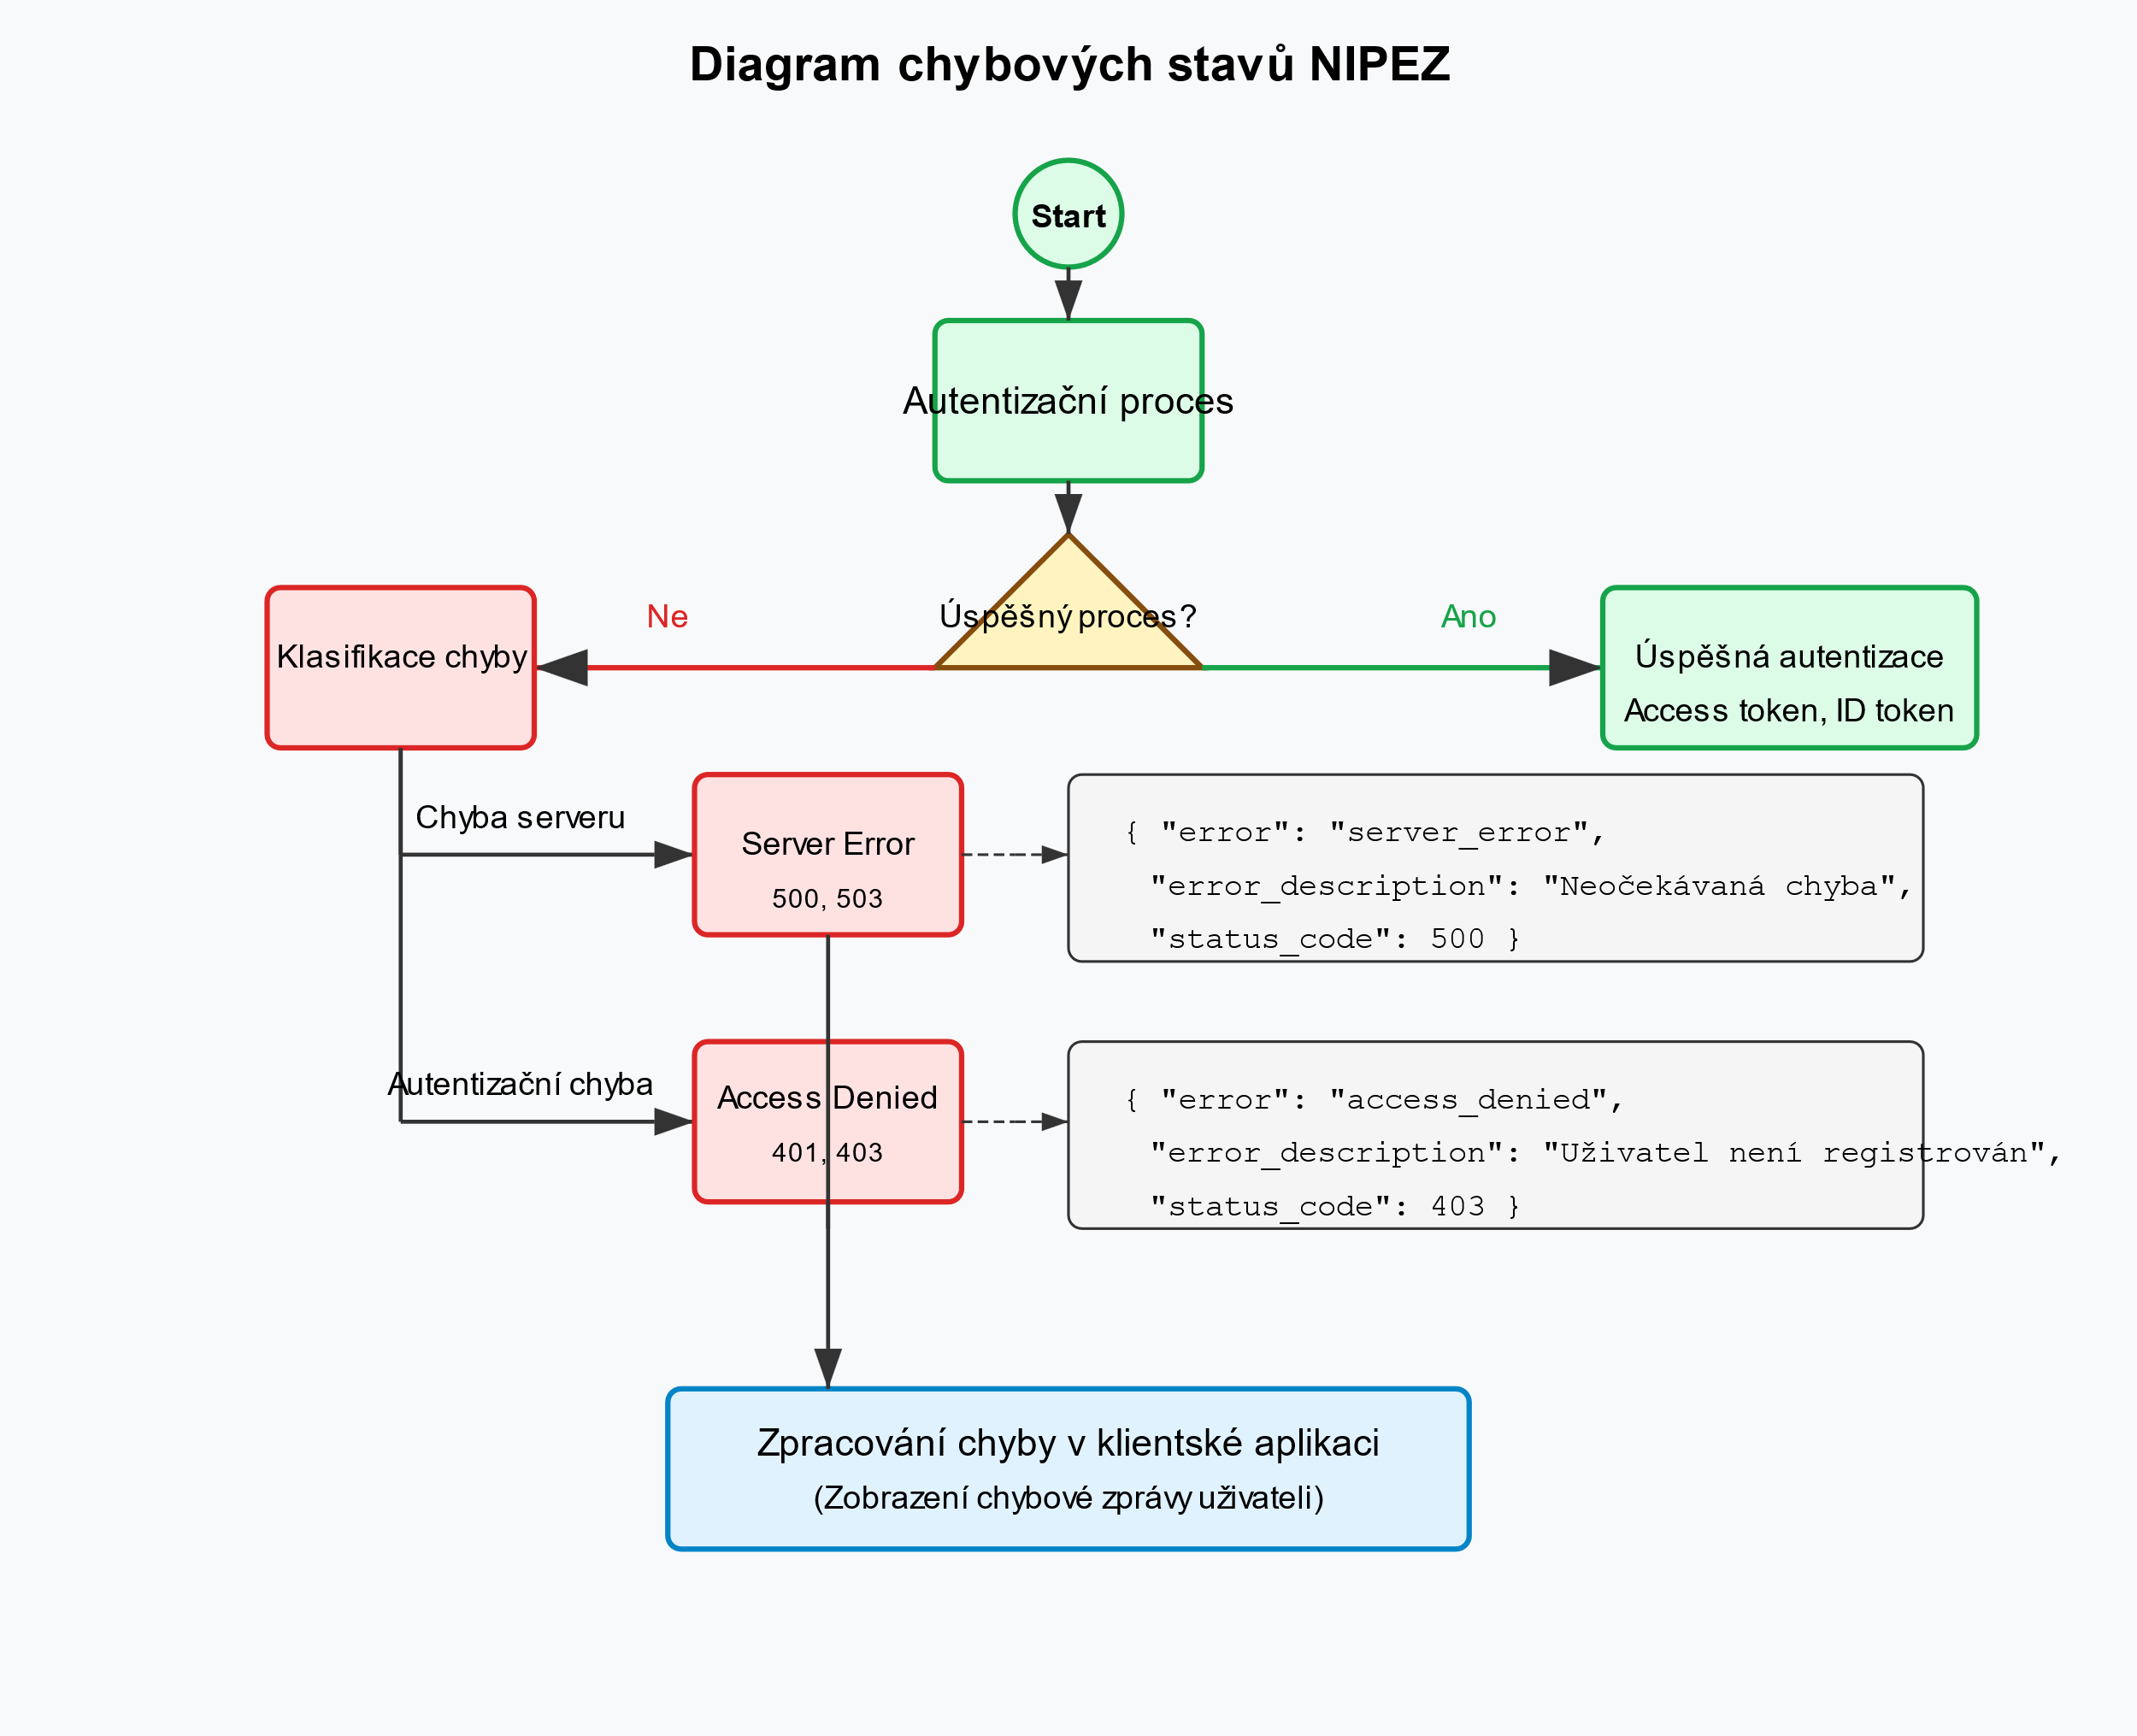 Diagram chybových stavů NIPEZ
Start
Autentizační proces
Úspěšný proces?
Ne
Ano
Klasifikace chyby
Úspěšná autentizace
Access token, ID token
Chyba serveru
Server Error
500, 503
{ "error": "server_error",
"error_description": "Neočekávaná chyba",
"status_code": 500 }
Autentizační chyba
Access Denied
401, 403
{ "error": "access_denied",
"error_description": "Uživatel není registrován",
"status_code": 403 }
Zpracování chyby v klientské aplikaci
(Zobrazení chybové zprávy uživateli)